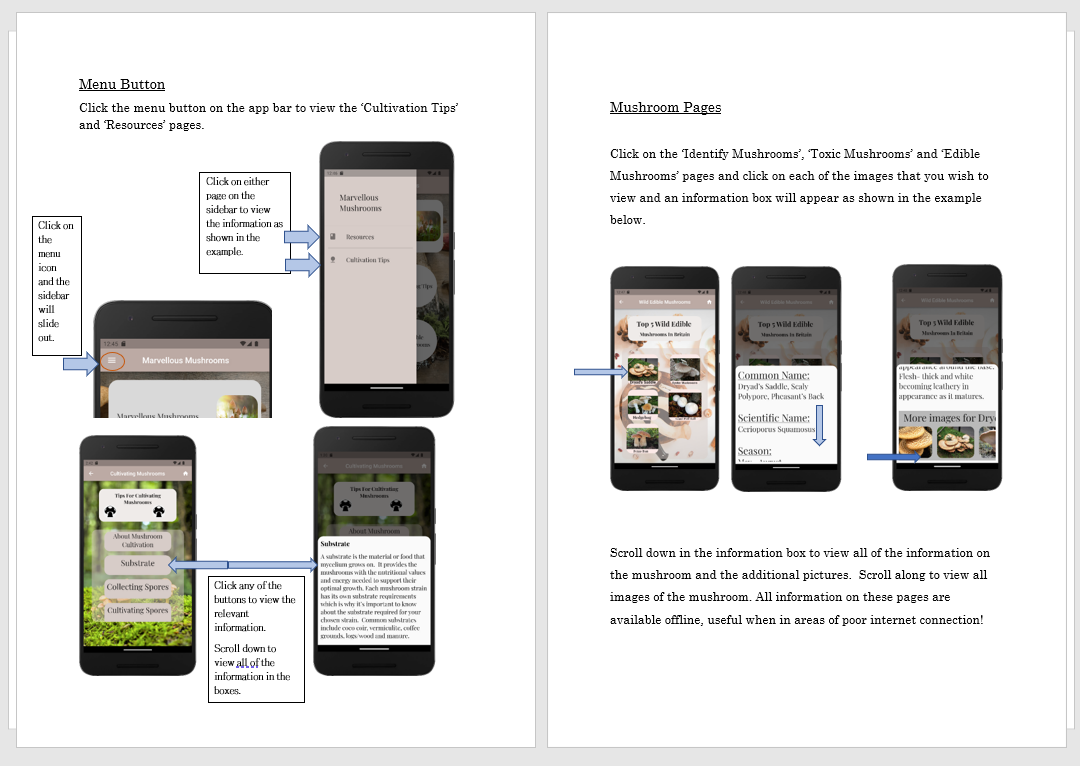 Menu Button
Click the menu button on the app bar to view the ‘Cultivation Tips’
and ‘Resources’ pages.
Click on either
page on the
sidebar to view
the information as
shown in the
example.
Marvellous
Mushrooms
Resources
Cultivation Tips
Click on
the
menu
icon
and the
sidebar
will
slide
out.
12:45
Marvellous Mushrooms
Marvellous Mushrooms
Cultivating Mushrooms
Tips For Cultivating
Mushrooms
About Mushroom
Cultivation
Substrate
Collecting Spores
Cultivating Spores
Cultivating Mushrooms
Tips For Cultivating
Mushrooms
About Mushroom
Substrate
A substrate is the material or food that
mycelium grows on. It provides the
mushrooms with the nutritional values
and energy needed to support their
optimal growth. Each mushroom strain
has its own substrate requirements
which is why it's important to know
about the substrate required for your
chosen strain. Common substrates
include coco coir, vermiculite, coffee
grounds, logs/wood and manure.
Click any of the
buttons to view the
relevant
information.
Scroll down to
view all of the
information in the
boxes.
Mushroom Pages
Click on the ‘Identify Mushrooms’, ‘Toxic Mushrooms’ and ‘Edible
Mushrooms’ pages and click on each of the images that you wish to
view and an information box will appear as shown in the example
below.
Wild Edible Mushrooms
Top 5 Wild Edible
Mushrooms In Britain
Dryad's Saddle
Hedgehog
Wild Edible Mushrooms
Top 5 Wild Edible
Mushrooms In Britain
Common Name:
Dryad's Saddle, Scaly
Polypore, Pheasant's Back
Scientific Name:
Cerioporus Squamosus
Season:
Wild Edible Mushrooms
Top 5 Wild Edible
Mushrooms In Britain
appearance around the base.
Flesh- thick and white
becoming leathery in
appearance as it matures.
More images for Drya
Scroll down in the information box to view all of the information on
the mushroom and the additional pictures.  Scroll along to view all
images of the mushroom. All information on these pages are
available offline, useful when in areas of poor internet connection!